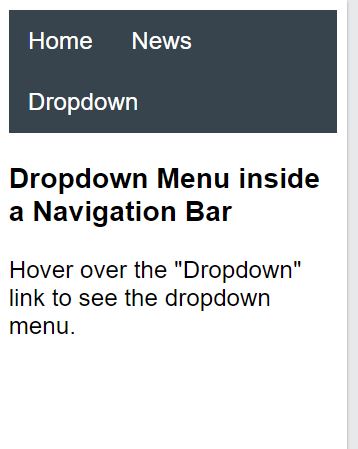 Home News
Dropdown
Dropdown Menu inside
a Navigation Bar
Hover over the "Dropdown"
link to see the dropdown
menu.